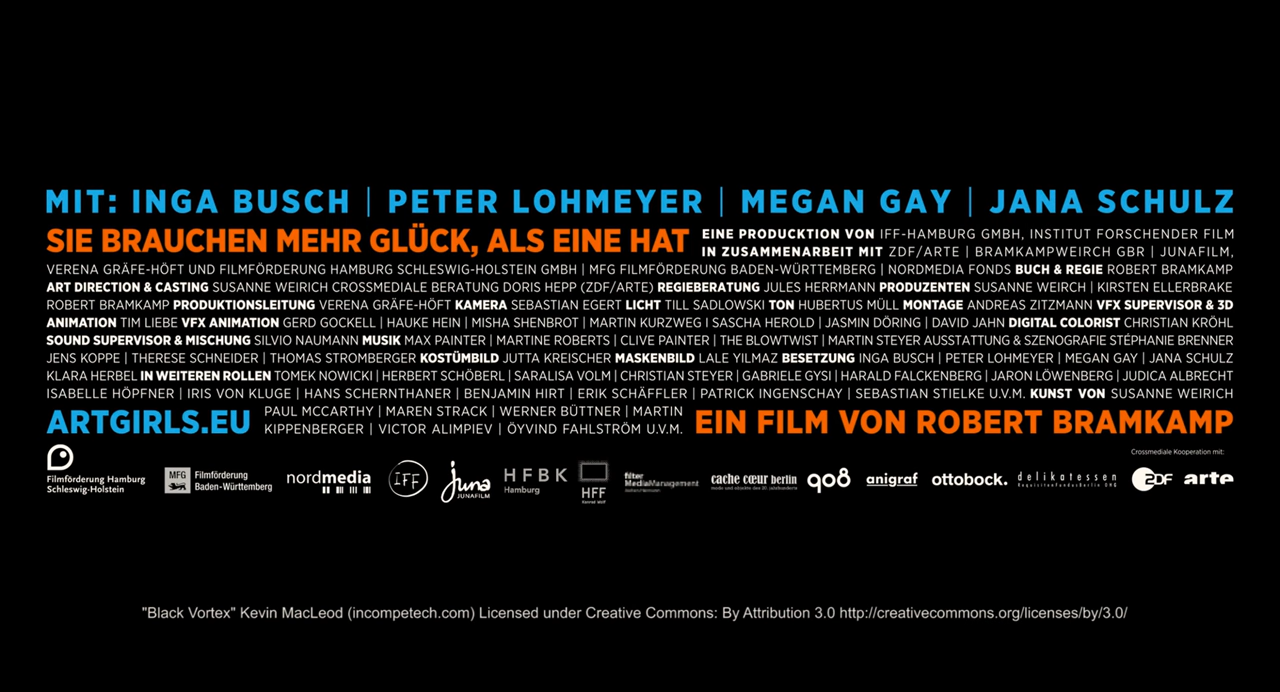 MIT: INGA BUSCH | PETER LOHMEYER | MEGAN GAY | JANA SCHULZ
SIE BRAUCHEN MEHR GLÜCK, ALS EINE HAT
EINE PRODUCKTION VON IFF-HAMBURG GMBH, INSTITUT FORSCHENDER FILM
IN ZUSAMMENARBEIT MIT ZDF/ARTE | BRAMKAMPWEIRCH GBR | JUNAFILM,
VERENA GRÄFE-HÖFT UND FILMFÖRDERUNG HAMBURG SCHLESWIG-HOLSTEIN GMBH | MFG FILMFÖRDERUNG BADEN-WÜRTTEMBERG | NORDMEDIA FONDS BUCH & REGIE ROBERT BRAMKAMP
ART DIRECTION & CASTING SUSANNE WEIRICH CROSSMEDIALE BERATUNG DORIS HEPP (ZDF/ARTE) REGIEBERATUNG JULES HERRMANN PRODUZENTEN SUSANNE WEIRCH | KIRSTEN ELLERBRAKE
ROBERT BRAMKAMP PRODUKTIONSLEITUNG VERENA GRÄFE-HÖFT KAMERA SEBASTIAN EGERT LICHT TILL SADLOWSKI TON HUBERTUS MÜLL MONTAGE ANDREAS ZITZMANN VFX SUPERVISOR & 3D
ANIMATION TIM LIEBE VFX ANIMATION GERD GOCKELL | HAUKE HEIN | MISHA SHENBROT | MARTIN KURZWEG I SASCHA HEROLD | JASMIN DÖRING | DAVID JAHN DIGITAL COLORIST CHRISTIAN KRÖHL
SOUND SUPERVISOR & MISCHUNG SILVIO NAUMANN MUSIK MAX PAINTER | MARTINE ROBERTS | CLIVE PAINTER | THE BLOWTWIST | MARTIN STEYER AUSSTATTUNG & SZENOGRAFIE STÉPHANIE BRENNER
JENS KOPPE | THERESE SCHNEIDER | THOMAS STROMBERGER KOSTÜMBILD JUTTA KREISCHER MASKENBILD LALE YILMAZ BESETZUNG INGA BUSCH | PETER LOHMEYER | MEGAN GAY | JANA SCHULZ
KLARA HERBEL IN WEITEREN ROLLEN TOMEK NOWICKI | HERBERT SCHÖBERL | SARALISA VOLM | CHRISTIAN STEYER | GABRIELE GYSI | HARALD FALCKENBERG | JARON LÖWENBERG | JUDICA ALBRECHT
ISABELLE HÖPFNER | IRIS VON KLUGE | HANS SCHERNTHANER | BENJAMIN HIRT | ERIK SCHÄFFLER | PATRICK INGENSCHAY | SEBASTIAN STIELKE U.V.M. KUNST VON SUSANNE WEIRICH
ARTGIRLS.EU
PAUL MCCARTHY | MAREN STRACK | WERNER BÜTTNER | MARTIN
KIPPENBERGER | VICTOR ALIMPIEV | ÖYVIND FAHLSTRÖM U.V.M.
EIN FILM VON ROBERT BRAMKAMP
Crossmediale Kooperation mit:
Filmförderung Hamburg
Schleswig-Holstein
MFG
Filmförderung
Baden-Württemberg
nordmedia
IFF
Juna
JUNAFILM
HFBK
Hamburg
HFF
filter
MediaManagement
cache cœur berlin
908
anigraf
ottobock.
delikatessen
ZDF
arte
"Black Vortex" Kevin MacLeod (incompetech.com) Licensed under Creative Commons: By Attribution 3.0 http://creativecommons.org/licenses/by/3.0/